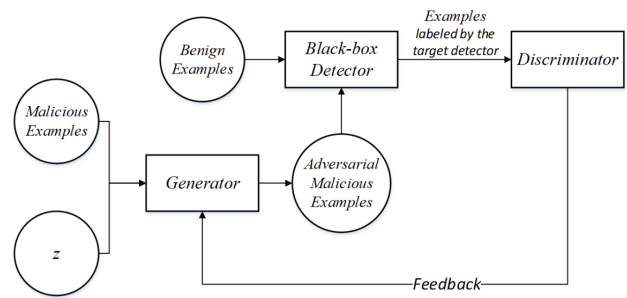 Benign
Examples
Black-box
Detector
Examples
labeled by the
target detector
Discriminator
Malicious
Examples
Generator
Adversarial
Malicious
Examples
z
Feedback